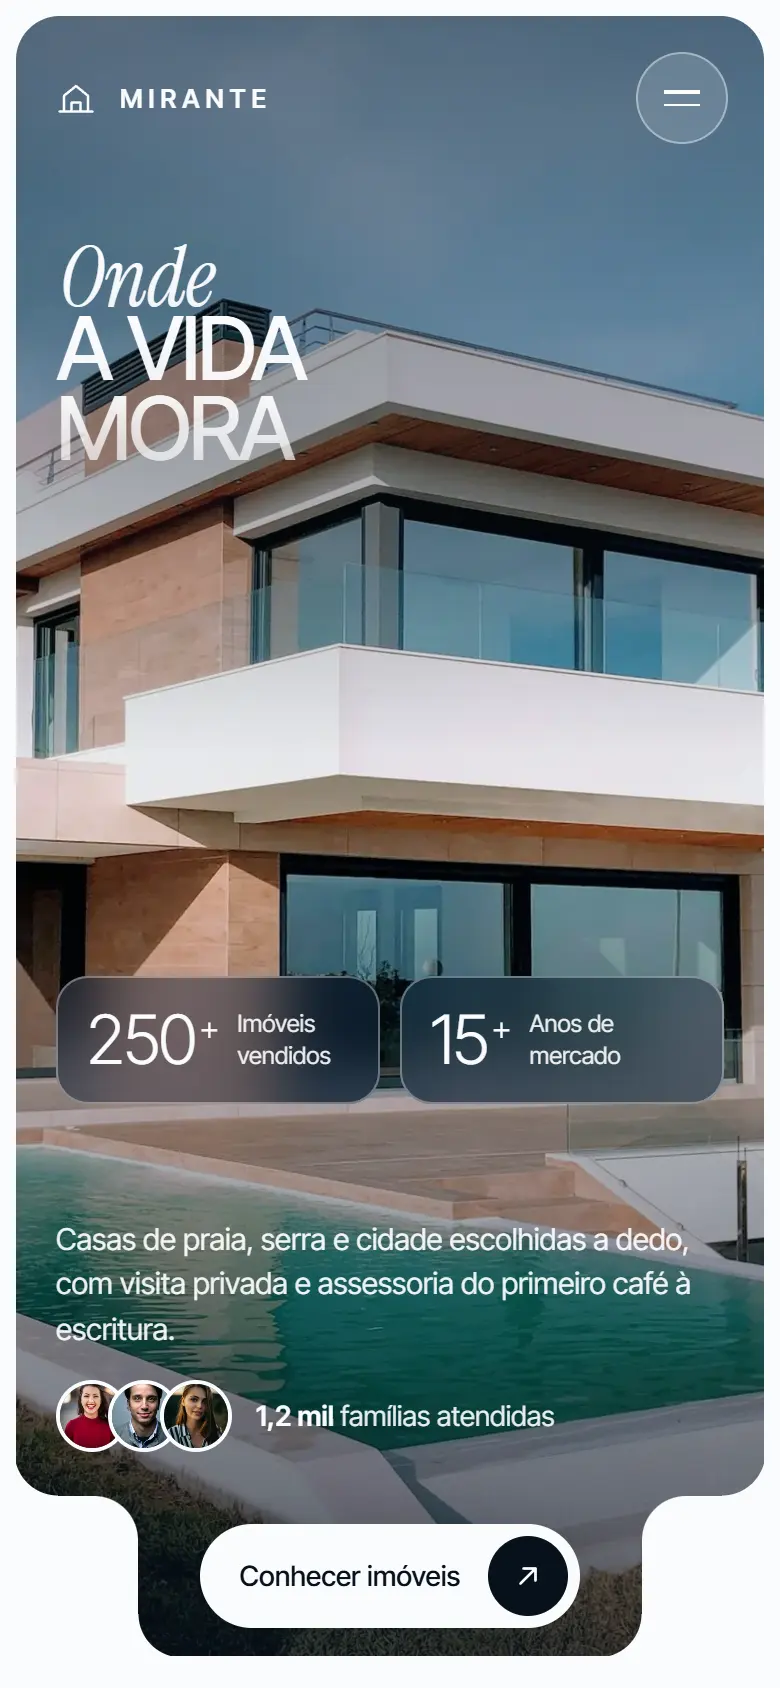 MIRANTE
Onde
A VIDA
MORA
250+ Imóveis
vendidos
15+ Anos de
mercado
Casas de praia, serra e cidade escolhidas a dedo,
com visita privada e assessoria do primeiro café à
escritura.
1,2 mil famílias atendidas
Conhecer imóveis